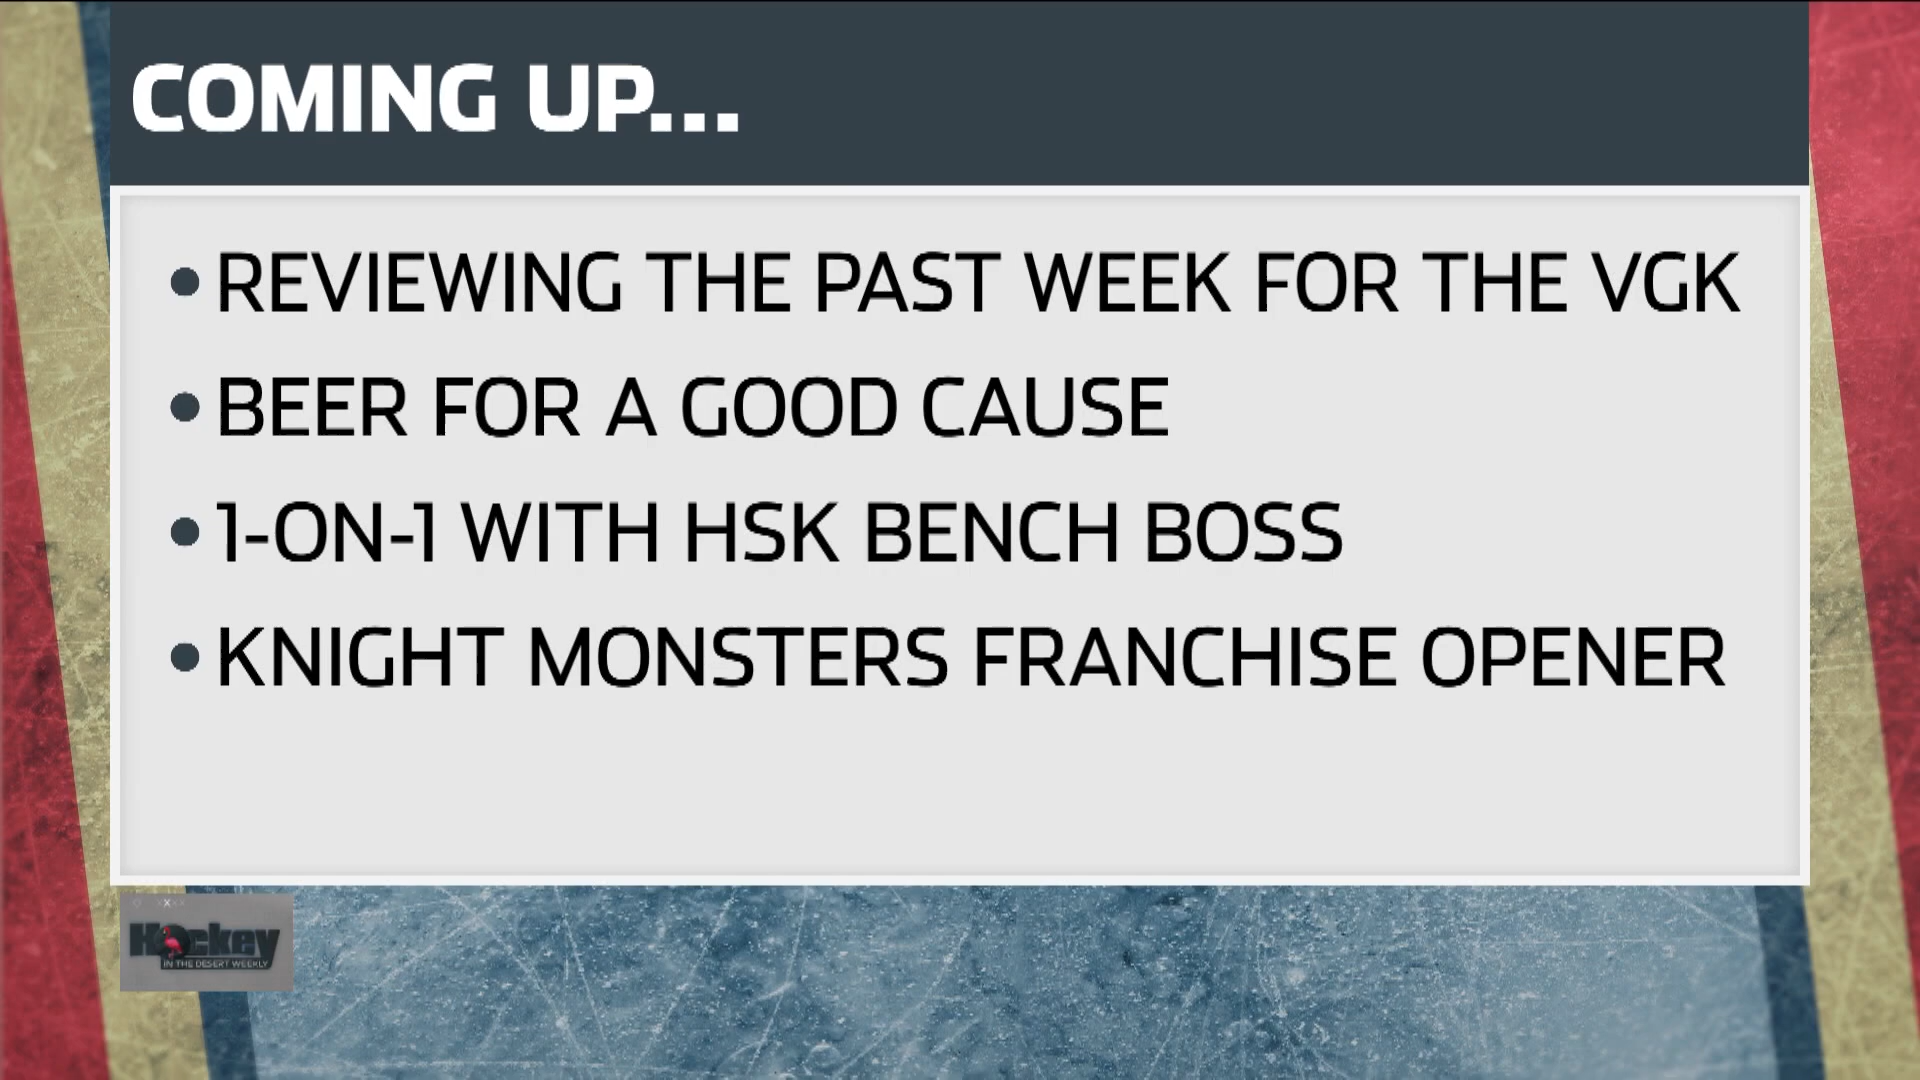 COMING UP...
• REVIEWING THE PAST WEEK FOR THE VGK
• BEER FOR A GOOD CAUSE
• 1-ON-1 WITH HSK BENCH BOSS
• KNIGHT MONSTERS FRANCHISE OPENER
Hockey
IN THE DESERT WEEKLY